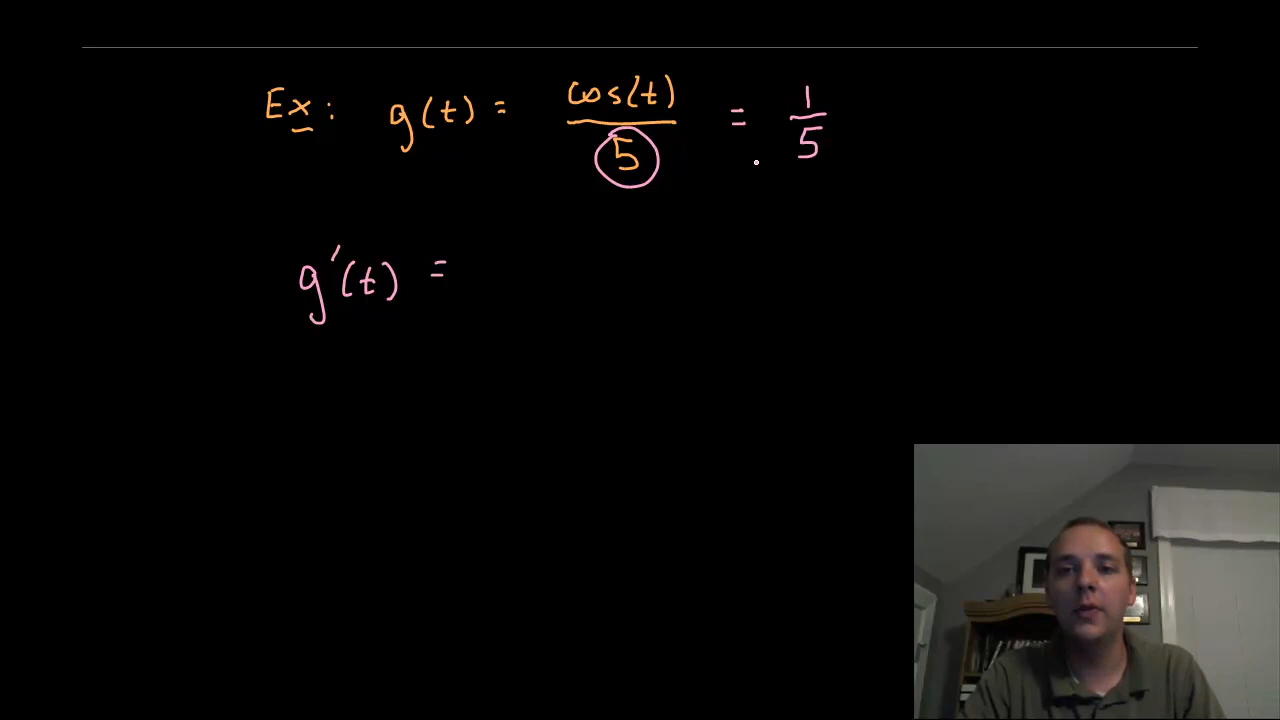 Ex: g(t) = cos(t)/5 = 1/5
g'(t) =